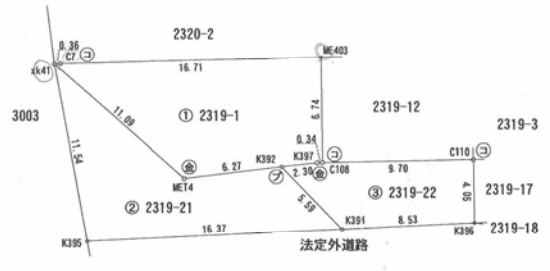 2320-2
0.36
C7 コ
ME403
xk41
16.71
11.09
6.74
3003
① 2319-1
2319-12
2319-3
11.54
0.34
K392
K397
C110 コ
金
6.27
プ
2.30
金
C108
9.70
MET4
③ 2319-22
4.05
2319-17
② 2319-21
5.59
16.37
K391
8.53
K395
K396
2319-18
法定外道路